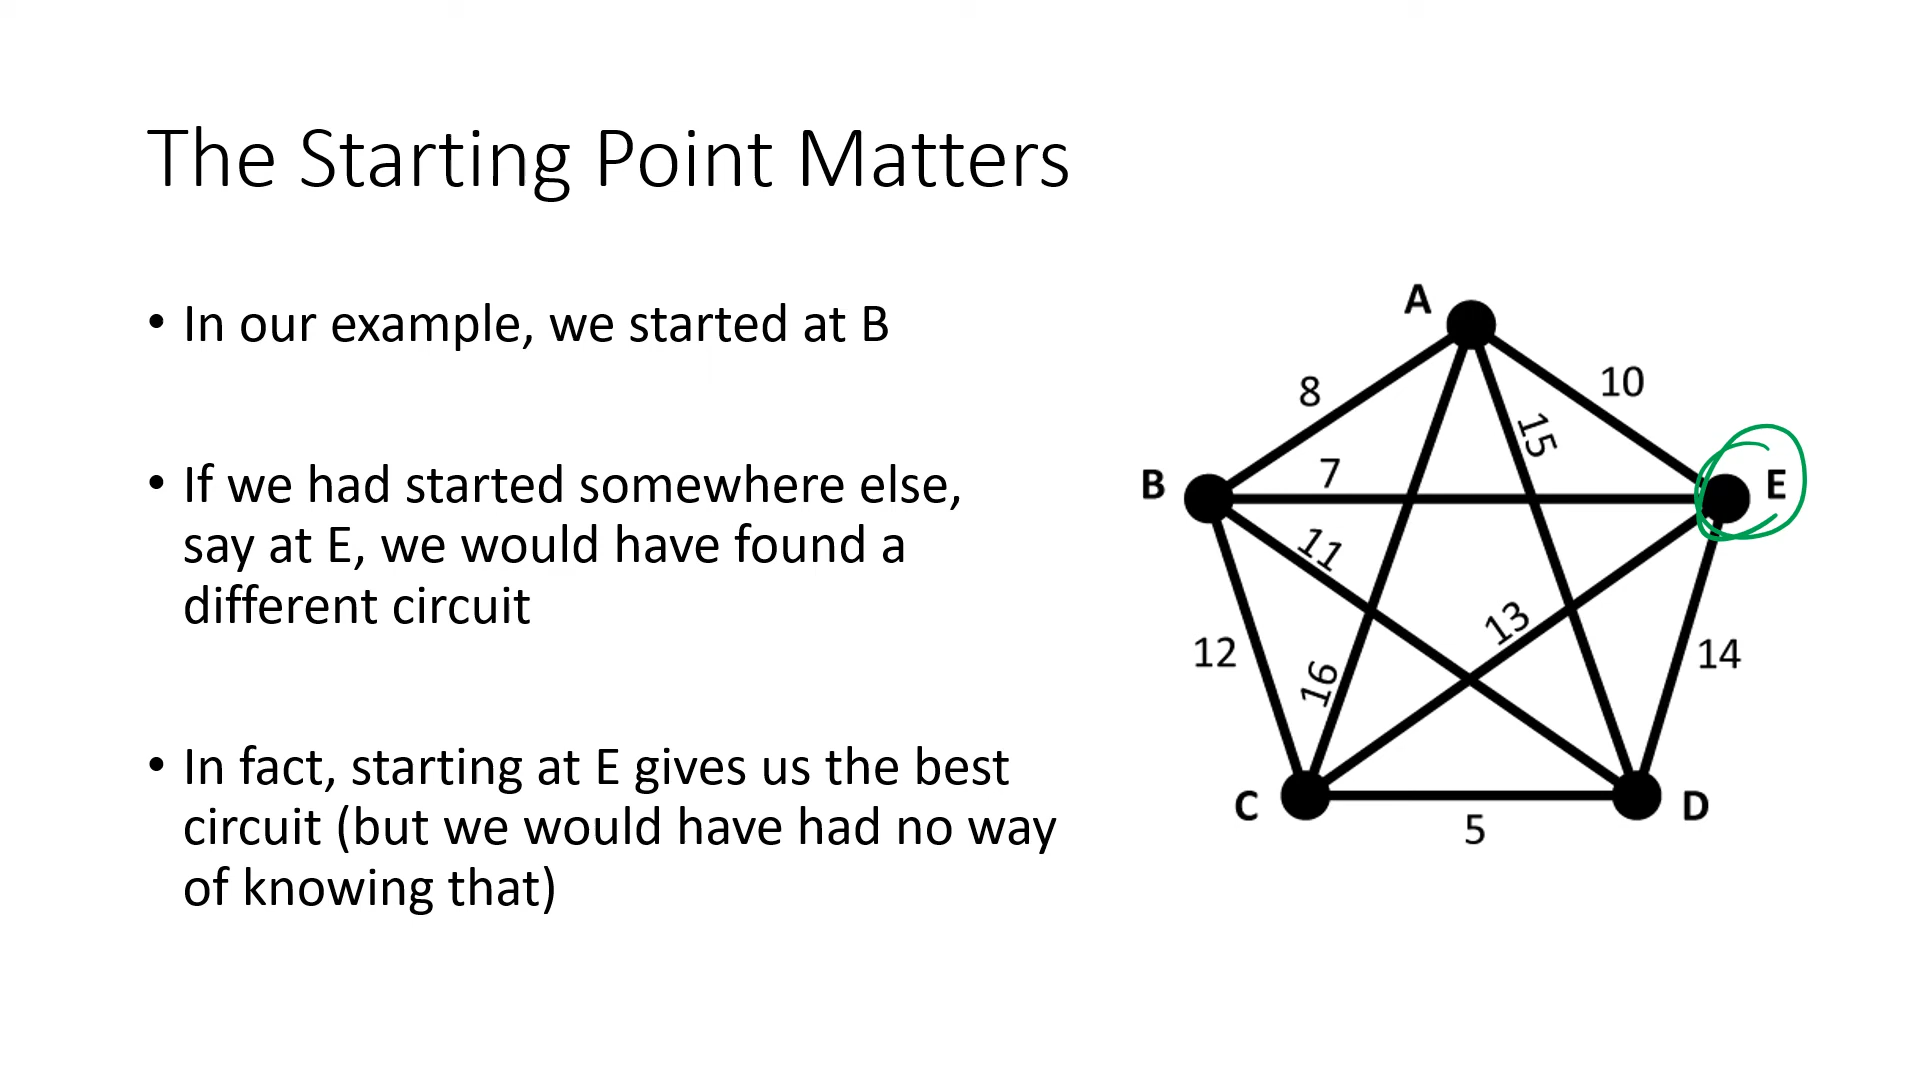 The Starting Point Matters
• In our example, we started at B
• If we had started somewhere else,
say at E, we would have found a
different circuit
• In fact, starting at E gives us the best
circuit (but we would have had no way
of knowing that)
A
8
10
15
B
7
E
11
12
13
14
16
C
D
5